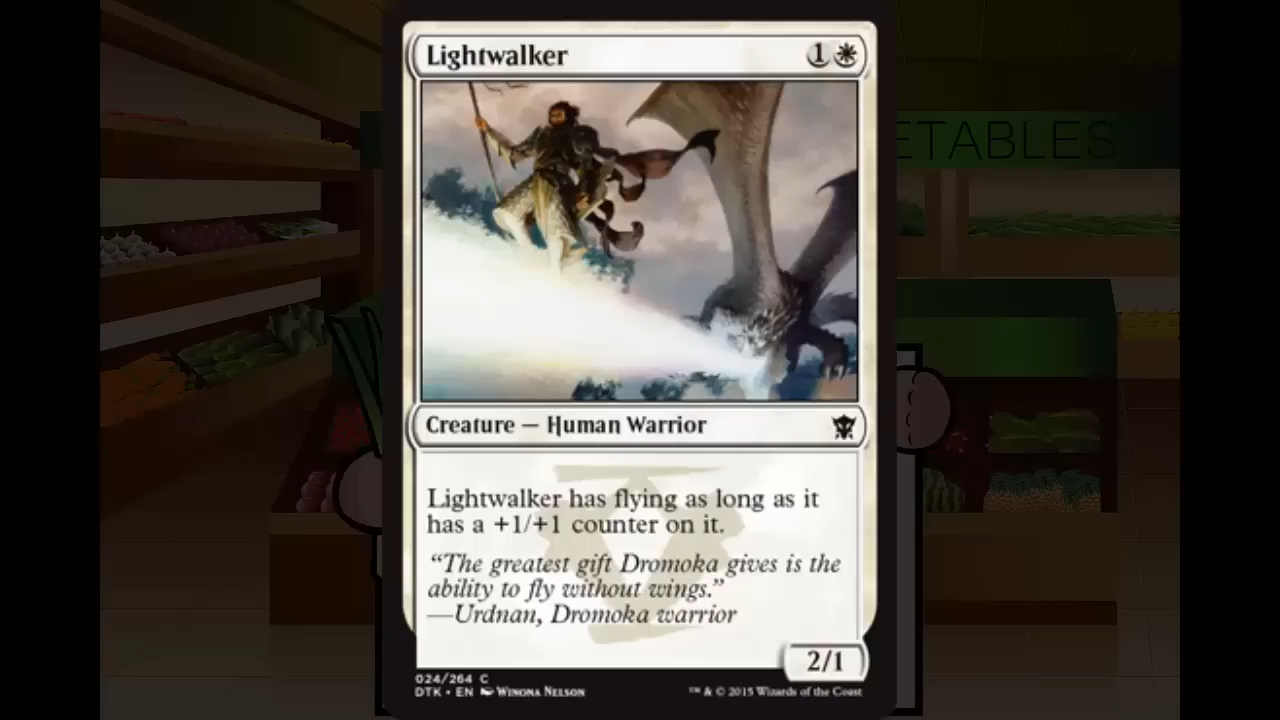 Lightwalker
1
ETABLES
Creature — Human Warrior
Lightwalker has flying as long as it
has a +1/+1 counter on it.
“The greatest gift Dromoka gives is the
ability to fly without wings.”
—Urdnan, Dromoka warrior
2/1
024/264 C
DTK • EN Winona Nelson
™ & © 2015 Wizards of the Coast